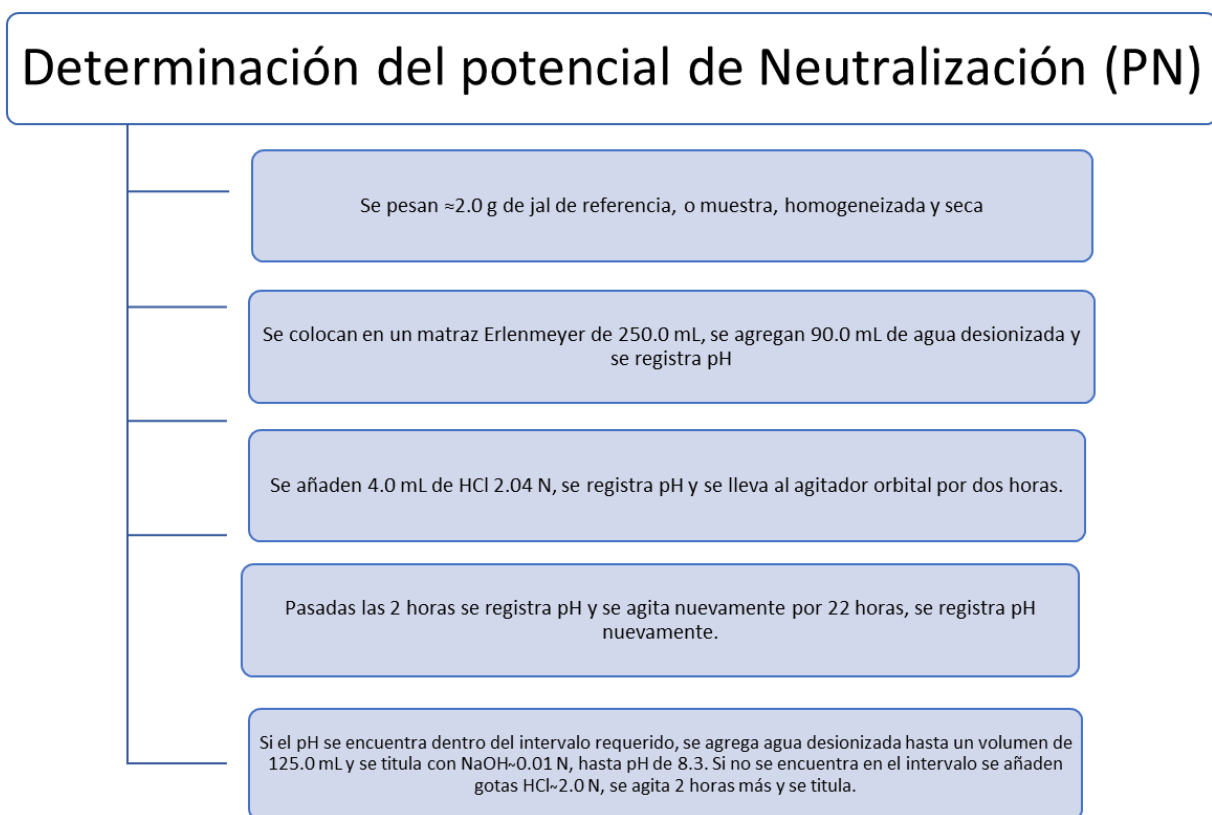 Determinación del potencial de Neutralización (PN)
Se pesan ≈2.0 g de jal de referencia, o muestra, homogeneizada y seca
Se colocan en un matraz Erlenmeyer de 250.0 mL, se agregan 90.0 mL de agua desionizada y
se registra pH
Se añaden 4.0 mL de HCl 2.04 N, se registra pH y se lleva al agitador orbital por dos horas.
Pasadas las 2 horas se registra pH y se agita nuevamente por 22 horas, se registra pH
nuevamente.
Si el pH se encuentra dentro del intervalo requerido, se agrega agua desionizada hasta un volumen de
125.0 mL y se titula con NaOH~0.01 N, hasta pH de 8.3. Si no se encuentra en el intervalo se añaden
gotas HCl~2.0 N, se agita 2 horas más y se titula.